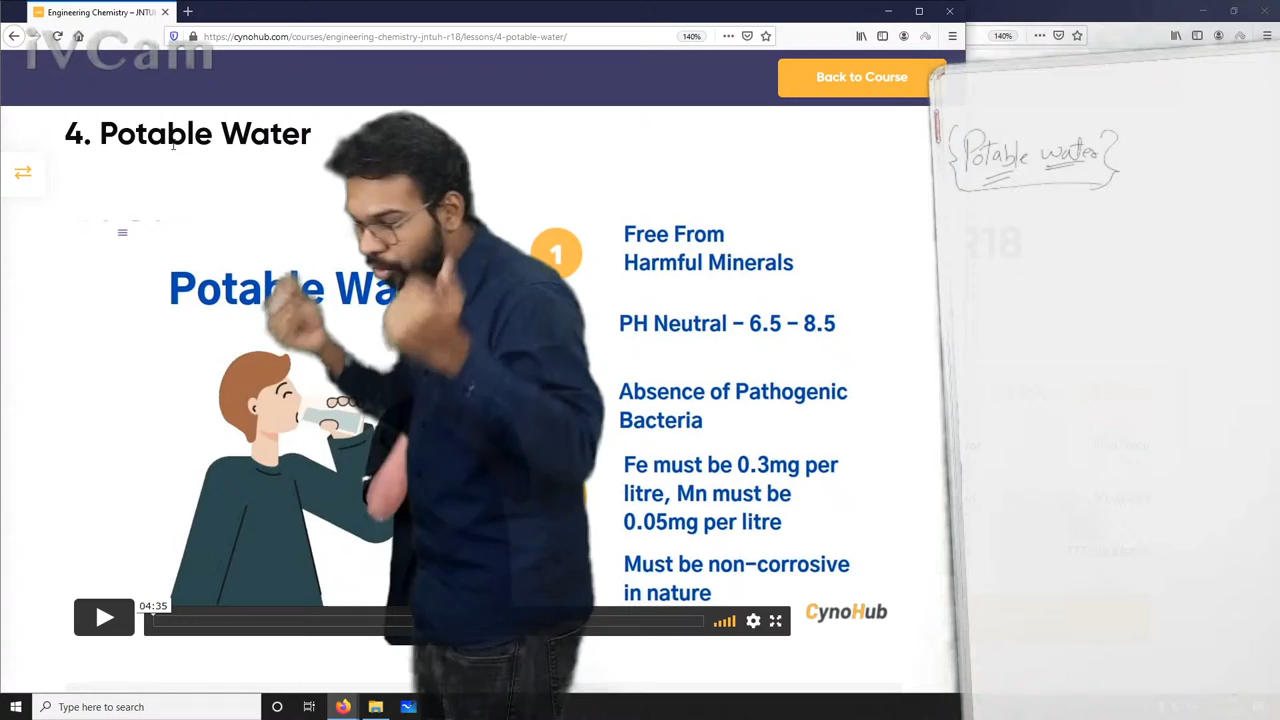 Engineering Chemistry – JNTUH
https://cynohub.com/courses/engineering-chemistry-jntuh-r18/lessons/4-potable-water/
140%
140%
iVCam
Back to Course
4. Potable Water
{Potable water}
R18
Potable Wa
1
Free From
Harmful Minerals
PH Neutral – 6.5 – 8.5
Absence of Pathogenic
Bacteria
Fe must be 0.3mg per
litre, Mn must be
0.05mg per litre
Must be non-corrosive
in nature
04:35
CynoHub
Type here to search